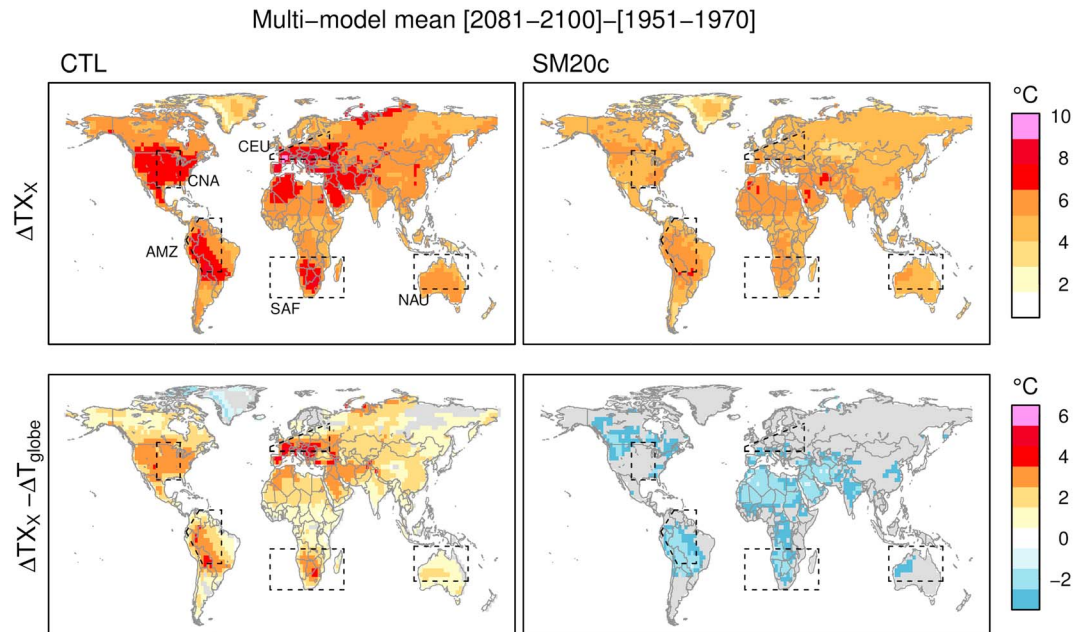 Multi−model mean [2081−2100]−[1951−1970]
CTL
SM20c
°C
10
8
6
4
2
ΔTXX
CEU
CNA
AMZ
SAF
NAU
°C
6
4
2
0
−2
ΔTXX − ΔTglobe